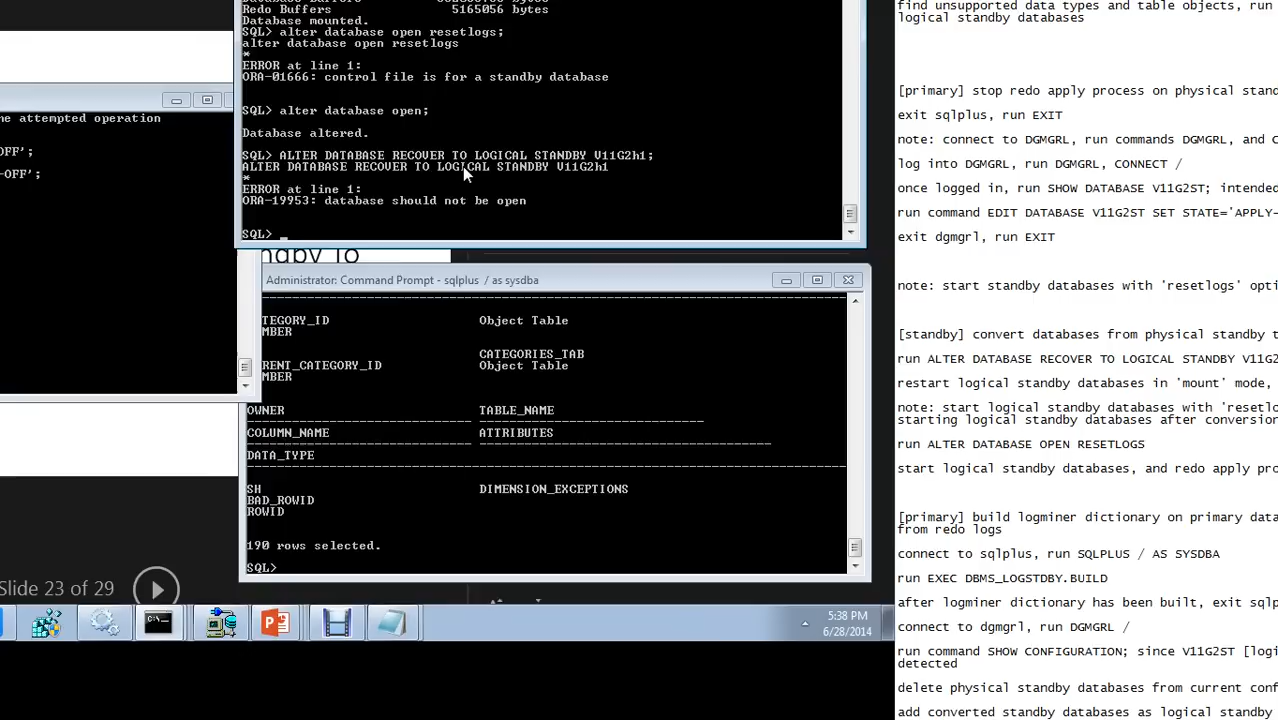 Redo Buffers 5165056 bytes
Database mounted.
SQL> alter database open resetlogs;
alter database open resetlogs
*
ERROR at line 1:
ORA-01666: control file is for a standby database
SQL> alter database open;
Database altered.
SQL> ALTER DATABASE RECOVER TO LOGICAL STANDBY V11G2h1;
ALTER DATABASE RECOVER TO LOGICAL STANDBY V11G2h1
*
ERROR at line 1:
ORA-19953: database should not be open
SQL> _
ne attempted operation
OFF';
-OFF';
ndby to
Administrator: Command Prompt - sqlplus / as sysdba
TEGORY_ID Object Table
MBER
CATEGORIES_TAB
RENT_CATEGORY_ID Object Table
MBER
OWNER TABLE_NAME
COLUMN_NAME ATTRIBUTES
DATA_TYPE
SH DIMENSION_EXCEPTIONS
BAD_ROWID
ROWID
190 rows selected.
SQL>
Slide 23 of 29
5:38 PM
6/28/2014
find unsupported data types and table objects, run
logical standby databases
[primary] stop redo apply process on physical stan
exit sqlplus, run EXIT
note: connect to DGMGRL, run commands DGMGRL, and C
log into DGMGRL, run DGMGRL, CONNECT /
once logged in, run SHOW DATABASE V11G2ST; intended
run command EDIT DATABASE V11G2ST SET STATE='APPLY-
exit dgmgrl, run EXIT
note: start standby databases with 'resetlogs' opti
[standby] convert databases from physical standby t
run ALTER DATABASE RECOVER TO LOGICAL STANDBY V11G2
restart logical standby databases in 'mount' mode,
note: start logical standby databases with 'resetlo
starting logical standby databases after conversion
run ALTER DATABASE OPEN RESETLOGS
start logical standby databases, and redo apply pro
[primary] build logminer dictionary on primary data
from redo logs
connect to sqlplus, run SQLPLUS / AS SYSDBA
run EXEC DBMS_LOGSTDBY.BUILD
after logminer dictionary has been built, exit sqlp
connect to dgmgrl, run DGMGRL /
run command SHOW CONFIGURATION; since V11G2ST [logi
detected
delete physical standby databases from current conf
add converted standby databases as logical standby